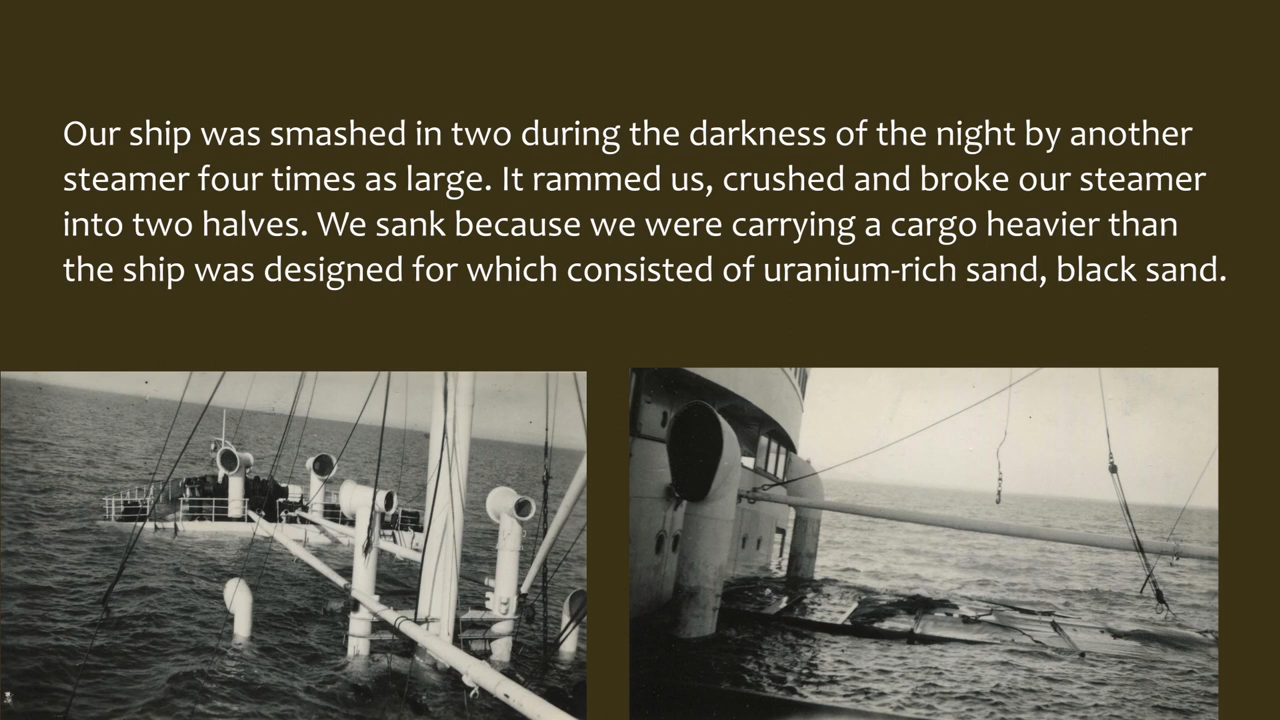 Our ship was smashed in two during the darkness of the night by another
steamer four times as large. It rammed us, crushed and broke our steamer
into two halves. We sank because we were carrying a cargo heavier than
the ship was designed for which consisted of uranium-rich sand, black sand.